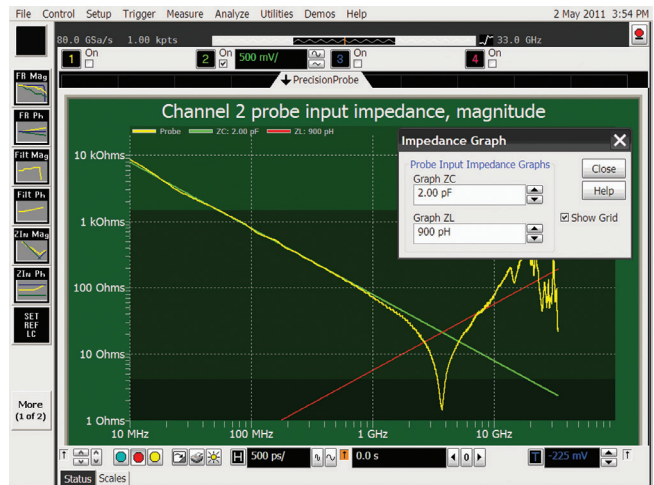 File Control Setup Trigger Measure Analyze Utilities Demos Help 2 May 2011 3:54 PM
80.0 GSa/s 1.00 kpts 33.0 GHz
1 On 2 On 500 mV/ 3 On 4 On
PrecisionProbe
FR Mag
FR Ph
Filt Mag
Filt Ph
ZIn Mag
ZIn Ph
SET
REF
LC
More
(1 of 2)
Channel 2 probe input impedance, magnitude
Probe ZC: 2.00 pF ZL: 900 pH
10 kOhms
1 kOhms
100 Ohms
10 Ohms
1 Ohms
10 MHz 100 MHz 1 GHz 10 GHz
Impedance Graph
Probe Input Impedance Graphs
Graph ZC
2.00 pF
Graph ZL
900 pH
Close
Help
Show Grid
H 500 ps/ 0.0 s 0 T -225 mV
Status Scales